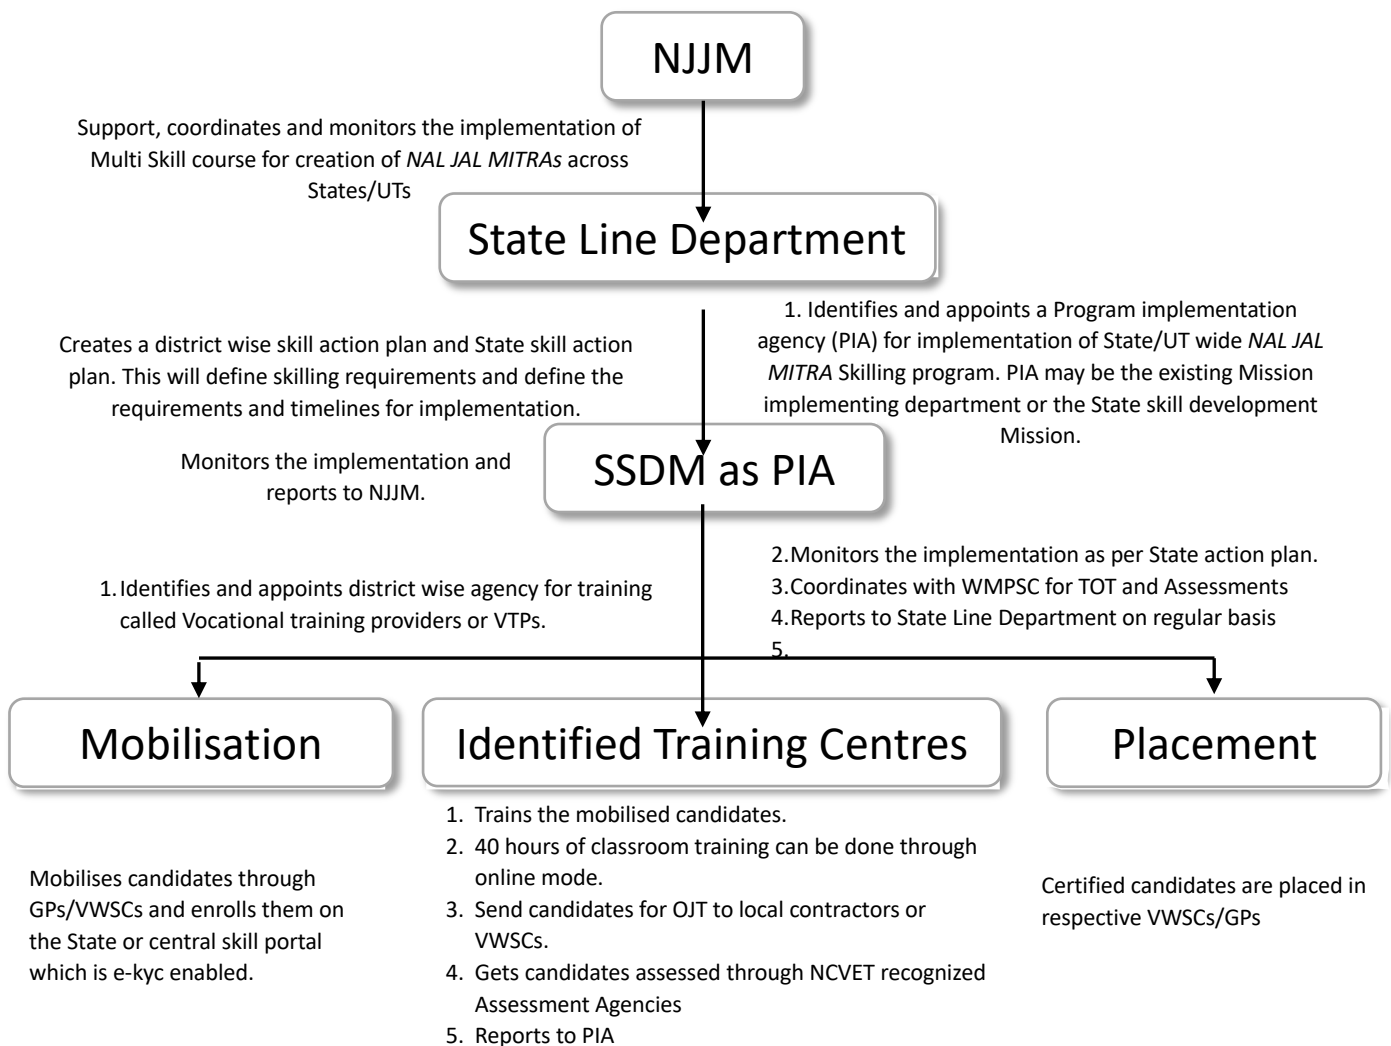 NJJM
Support, coordinates and monitors the implementation of
Multi Skill course for creation of NAL JAL MITRAs across
States/UTs
State Line Department
Creates a district wise skill action plan and State skill action
plan. This will define skilling requirements and define the
requirements and timelines for implementation.
Monitors the implementation and
reports to NJJM.
1. Identifies and appoints a Program implementation
agency (PIA) for implementation of State/UT wide NAL JAL
MITRA Skilling program. PIA may be the existing Mission
implementing department or the State skill development
Mission.
SSDM as PIA
1. Identifies and appoints district wise agency for training
called Vocational training providers or VTPs.
2.Monitors the implementation as per State action plan.
3.Coordinates with WMPSC for TOT and Assessments
4.Reports to State Line Department on regular basis
5.
Mobilisation
Mobilises candidates through
GPs/VWSCs and enrolls them on
the State or central skill portal
which is e-kyc enabled.
Identified Training Centres
1. Trains the mobilised candidates.
2. 40 hours of classroom training can be done through
online mode.
3. Send candidates for OJT to local contractors or
VWSCs.
4. Gets candidates assessed through NCVET recognized
Assessment Agencies
5. Reports to PIA
Placement
Certified candidates are placed in
respective VWSCs/GPs